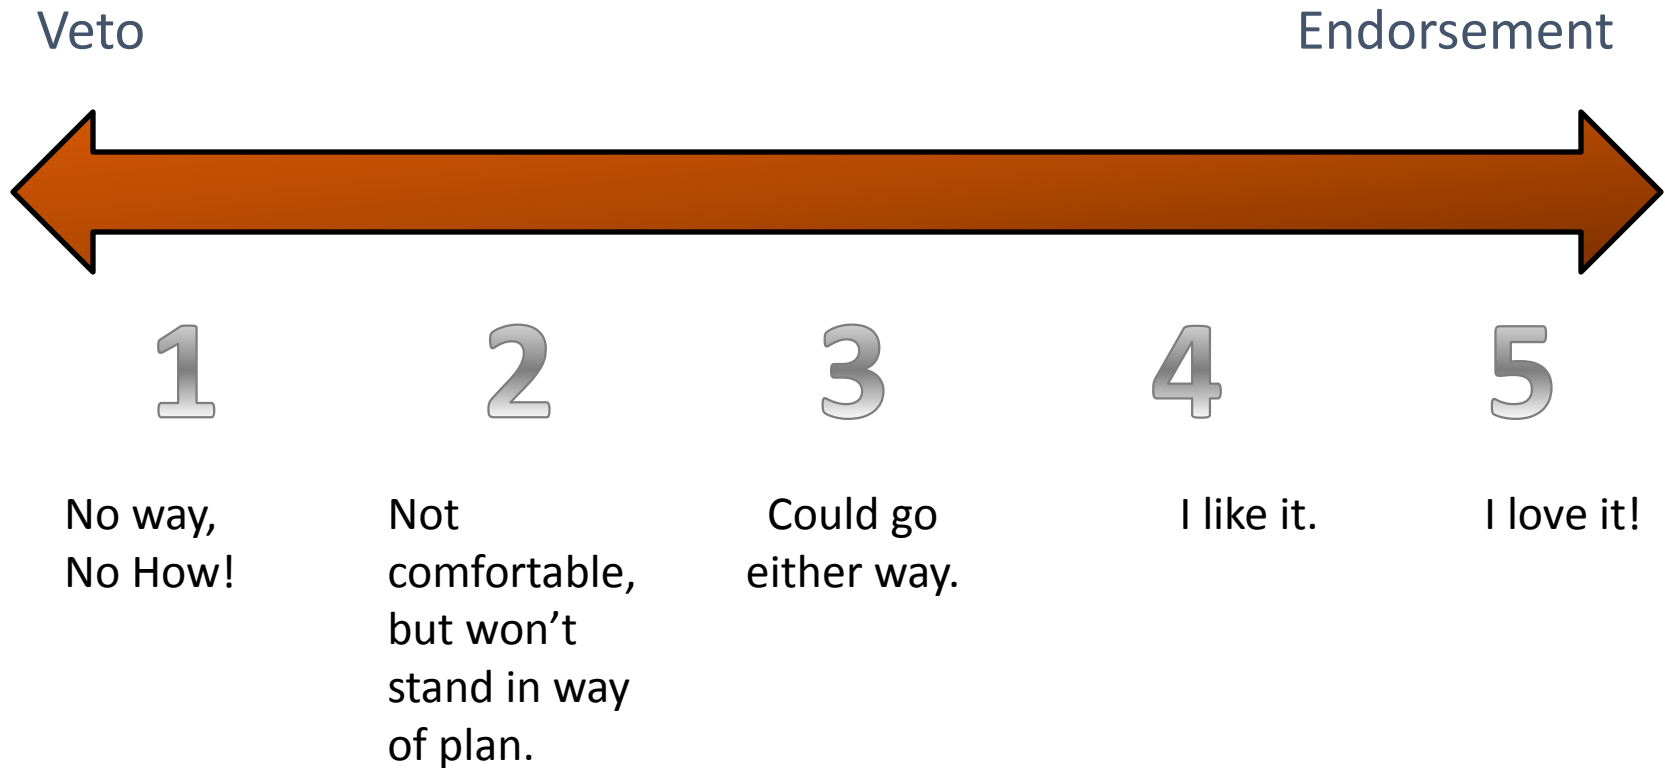 Veto
Endorsement
1
2
3
4
5
No way,
No How!
Not
comfortable,
but won’t
stand in way
of plan.
Could go
either way.
I like it.
I love it!